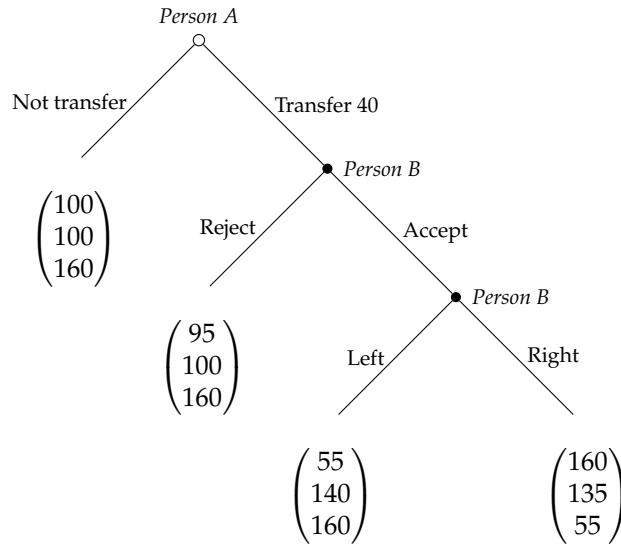 Person A
Not transfer
Transfer 40
Person B
100
100
160
Reject
Accept
95
100
160
Person B
Left
Right
55
140
160
160
135
55